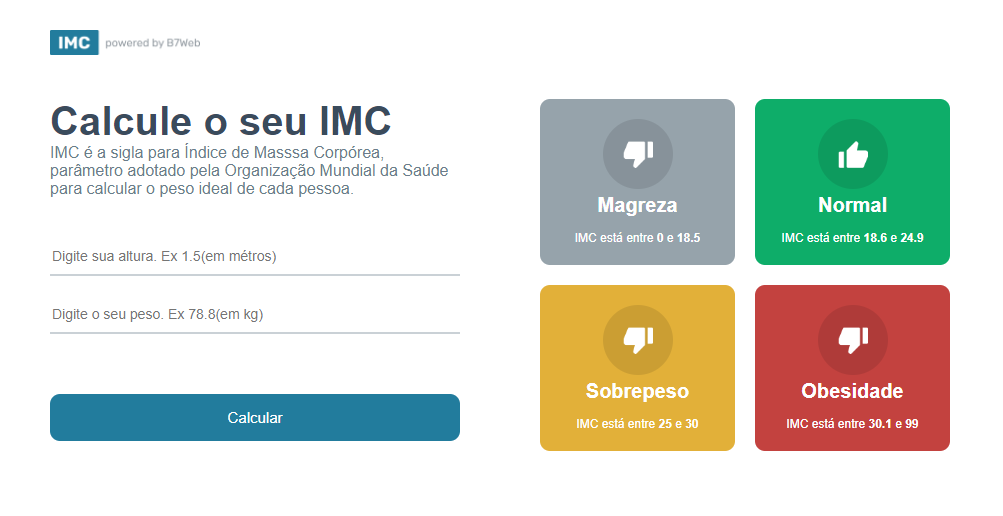 IMC powered by B7Web
Calcule o seu IMC
IMC é a sigla para Índice de Masssa Corpórea,
parâmetro adotado pela Organização Mundial da Saúde
para calcular o peso ideal de cada pessoa.
Digite sua altura. Ex 1.5(em métros)
Digite o seu peso. Ex 78.8(em kg)
Calcular
Magreza
IMC está entre 0 e 18.5
Normal
IMC está entre 18.6 e 24.9
Sobrepeso
IMC está entre 25 e 30
Obesidade
IMC está entre 30.1 e 99